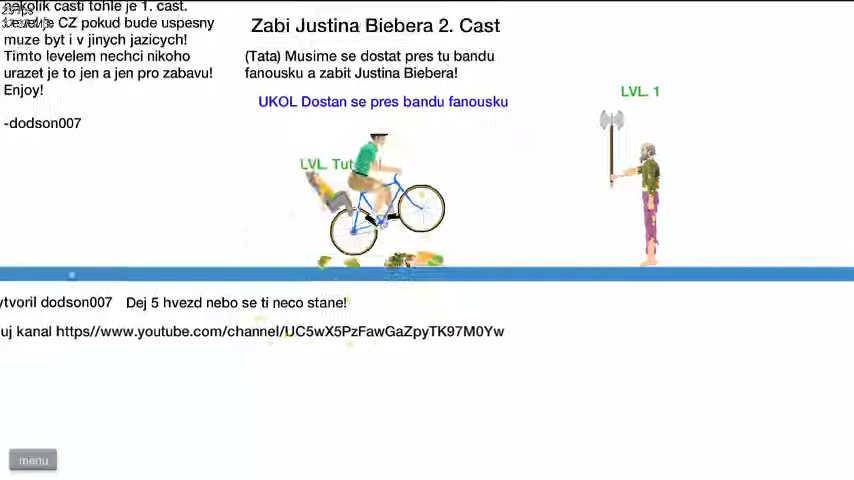 nekolik casti tohle je 1. cast.
je CZ pokud bude uspesny
muze byt i v jinych jazicich!
Timto levelem nechci nikoho
urazet je to jen a jen pro zabavu!
Enjoy!
-dodson007
Zabi Justina Biebera 2. Cast
(Tata) Musime se dostat pres tu bandu
fanousku a zabit Justina Biebera!
UKOL Dostan se pres bandu fanousku
LVL. 1
LVL. Tut
ytvoril dodson007 Dej 5 hvezd nebo se ti neco stane!
uj kanal https//www.youtube.com/channel/UC5wX5PzFawGaZpyTK97M0Yw
menu